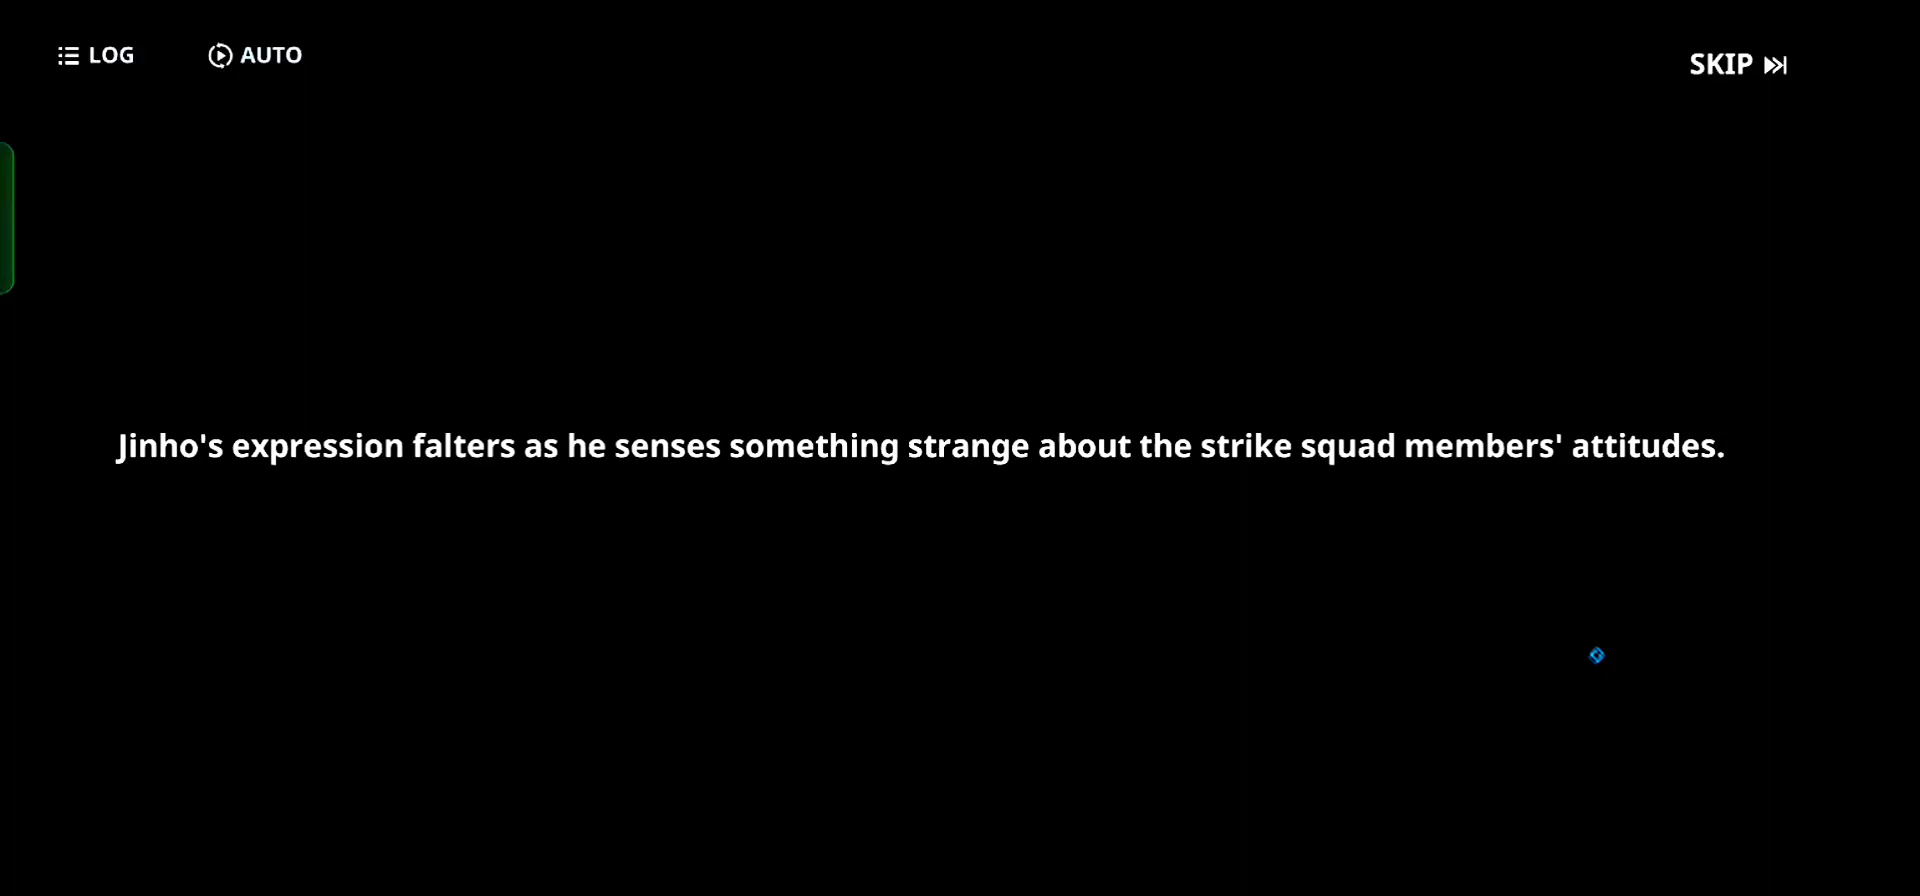 LOG
AUTO
SKIP
Jinho's expression falters as he senses something strange about the strike squad members' attitudes.